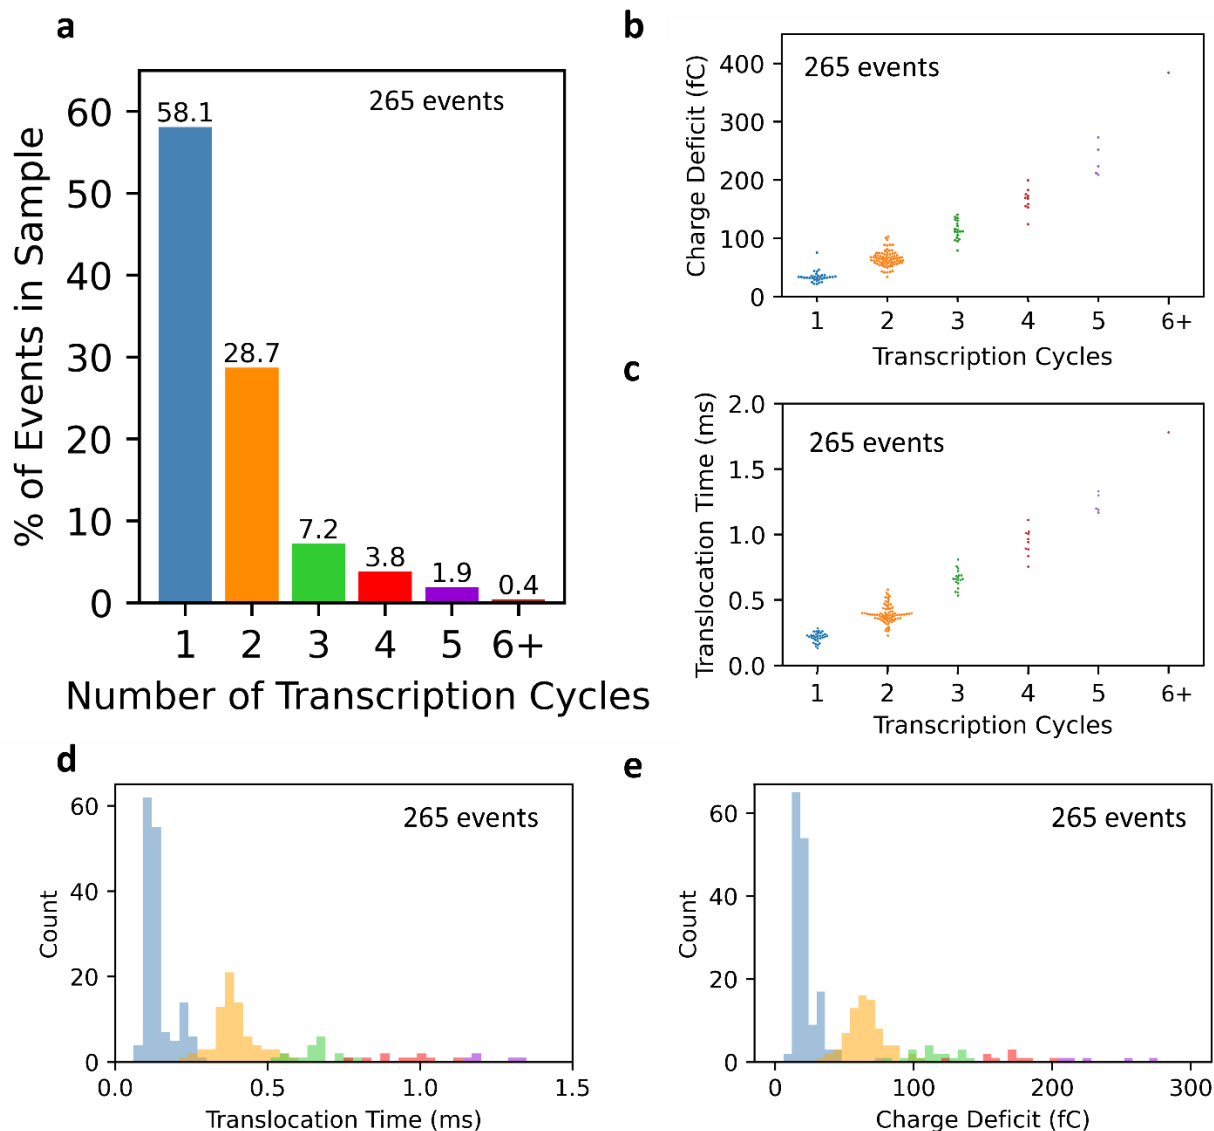 a
265 events
% of Events in Sample
60
50
40
30
20
10
0
58.1
28.7
7.2
3.8
1.9
0.4
1 2 3 4 5 6+
Number of Transcription Cycles
b
265 events
Charge Deficit (fC)
400
300
200
100
0
1 2 3 4 5 6+
Transcription Cycles
c
265 events
Translocation Time (ms)
2.0
1.5
1.0
0.5
0.0
1 2 3 4 5 6+
Transcription Cycles
d
265 events
Count
60
40
20
0
0.0 0.5 1.0 1.5
Translocation Time (ms)
e
265 events
Count
60
40
20
0
0 100 200 300
Charge Deficit (fC)